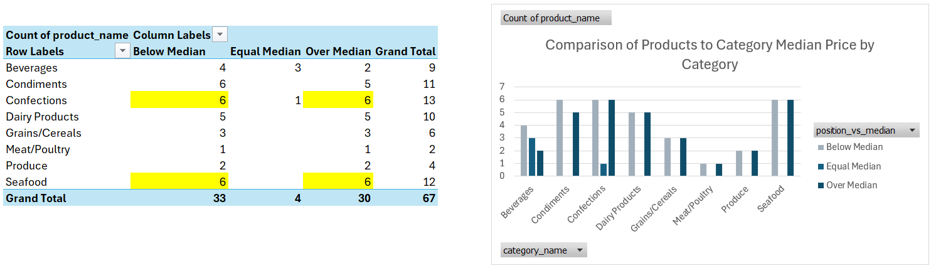 Count of product_name Column Labels
Row Labels Below Median Equal Median Over Median Grand Total
Beverages 4 3 2 9
Condiments 6 5 11
Confections 6 1 6 13
Dairy Products 5 5 10
Grains/Cereals 3 3 6
Meat/Poultry 1 1 2
Produce 2 2 4
Seafood 6 6 12
Grand Total 33 4 30 67
Count of product_name
Comparison of Products to Category Median Price by
Category
7
6
5
4
3
2
1
0
Beverages
Condiments
Confections
Dairy Products
Grains/Cereals
Meat/Poultry
Produce
Seafood
position_vs_median
Below Median
Equal Median
Over Median
category_name